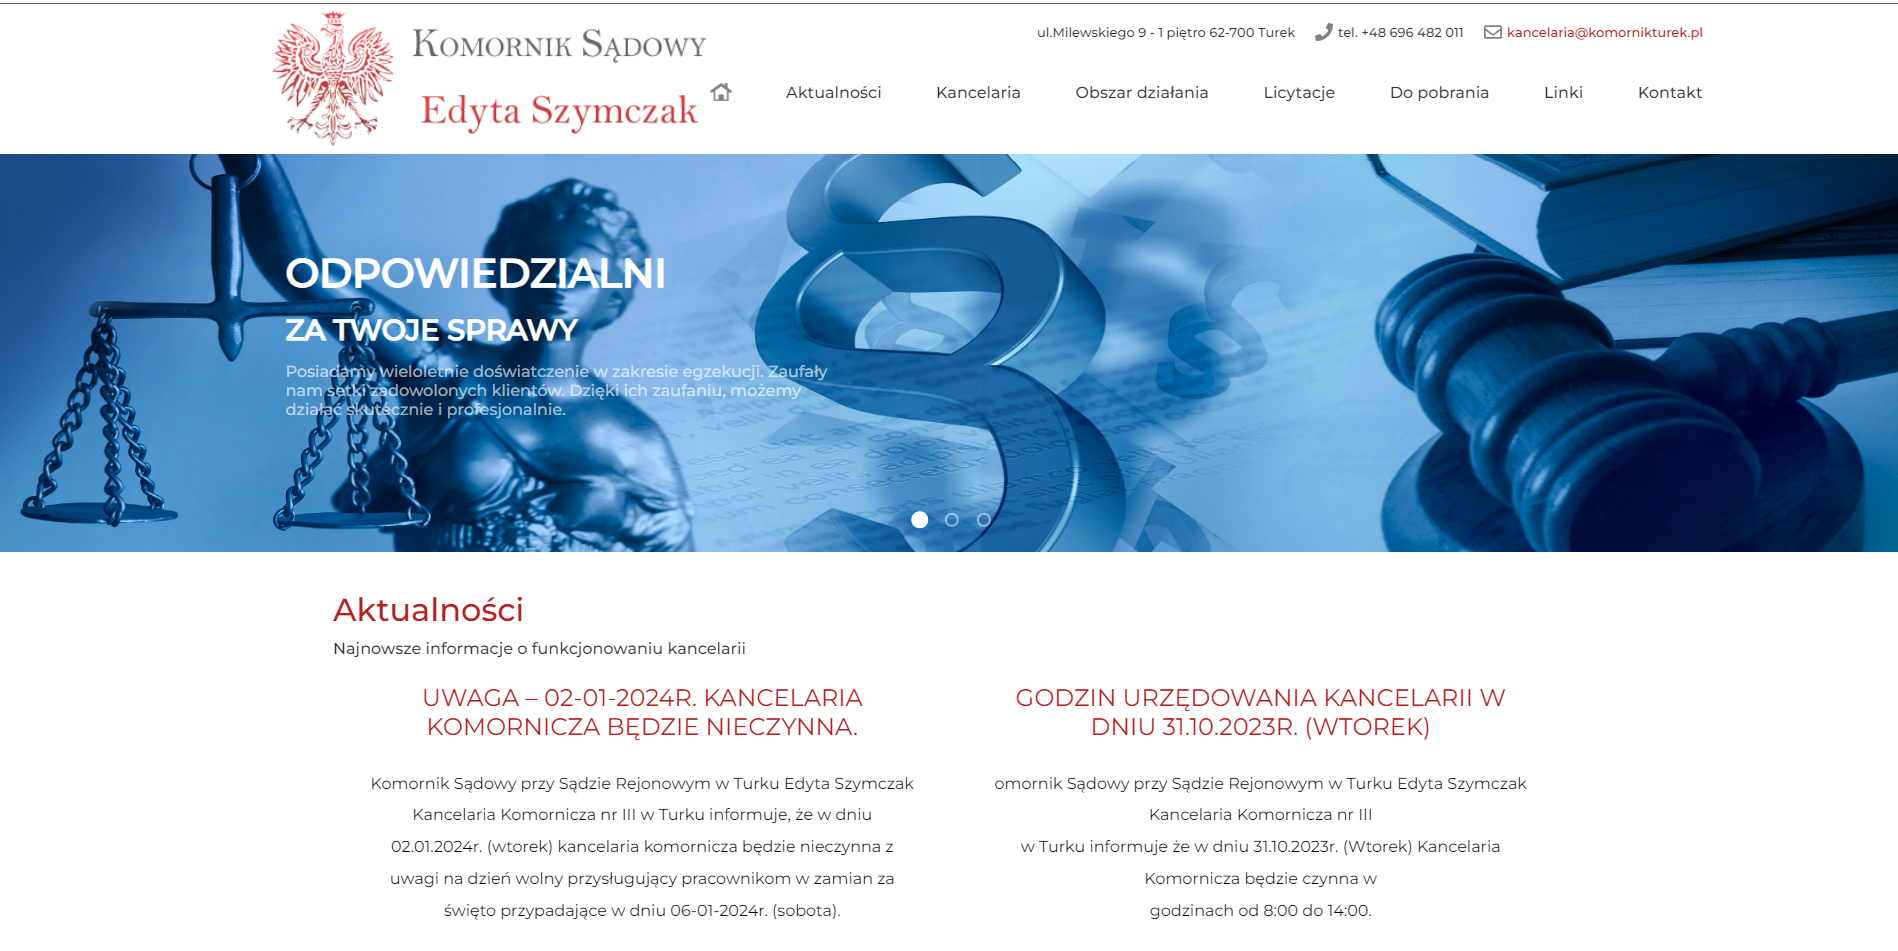 KOMORNIK SĄDOWY
Edyta Szymczak
ul.Milewskiego 9 - 1 piętro 62-700 Turek
tel. +48 696 482 011
kancelaria@komornikturek.pl
Aktualności
Kancelaria
Obszar działania
Licytacje
Do pobrania
Linki
Kontakt
ODPOWIEDZIALNI
ZA TWOJE SPRAWY
Posiadamy wieloletnie doświatczenie w zakresie egzekucji. Zaufały
nam setki zadowolonych klientów. Dzięki ich zaufaniu, możemy
działać skutecznie i profesjonalnie.
Aktualności
Najnowsze informacje o funkcjonowaniu kancelarii
UWAGA – 02-01-2024R. KANCELARIA
KOMORNICZA BĘDZIE NIECZYNNA.
Komornik Sądowy przy Sądzie Rejonowym w Turku Edyta Szymczak
Kancelaria Komornicza nr III w Turku informuje, że w dniu
02.01.2024r. (wtorek) kancelaria komornicza będzie nieczynna z
uwagi na dzień wolny przysługujący pracownikom w zamian za
święto przypadające w dniu 06-01-2024r. (sobota).
GODZIN URZĘDOWANIA KANCELARII W
DNIU 31.10.2023R. (WTOREK)
omornik Sądowy przy Sądzie Rejonowym w Turku Edyta Szymczak
Kancelaria Komornicza nr III
w Turku informuje że w dniu 31.10.2023r. (Wtorek) Kancelaria
Komornicza będzie czynna w
godzinach od 8:00 do 14:00.